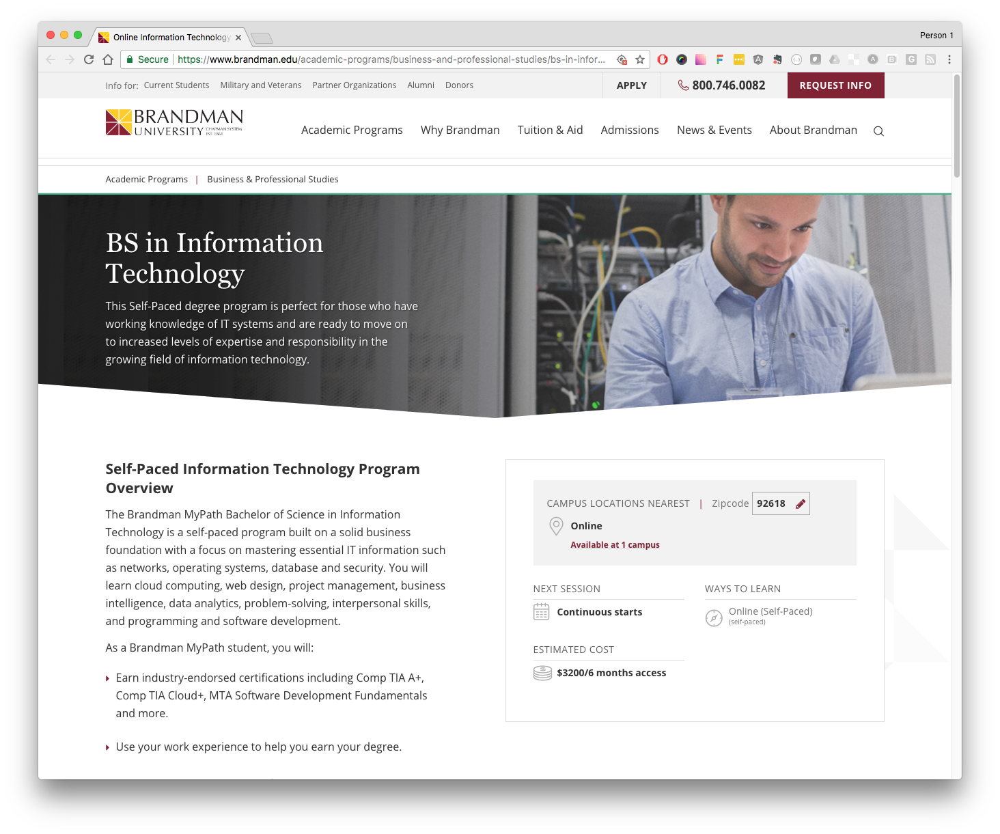 Online Information Technology
Person 1
Secure
https://www.brandman.edu/academic-programs/business-and-professional-studies/bs-in-infor...
Info for: Current Students Military and Veterans Partner Organizations Alumni Donors
APPLY
800.746.0082
REQUEST INFO
BRANDMAN
UNIVERSITY CHAPMAN SYSTEM
EST. 1861
Academic Programs Why Brandman Tuition & Aid Admissions News & Events About Brandman
Academic Programs | Business & Professional Studies
BS in Information
Technology
This Self-Paced degree program is perfect for those who have
working knowledge of IT systems and are ready to move on
to increased levels of expertise and responsibility in the
growing field of information technology.
Self-Paced Information Technology Program
Overview
The Brandman MyPath Bachelor of Science in Information
Technology is a self-paced program built on a solid business
foundation with a focus on mastering essential IT information such
as networks, operating systems, database and security. You will
learn cloud computing, web design, project management, business
intelligence, data analytics, problem-solving, interpersonal skills,
and programming and software development.
As a Brandman MyPath student, you will:
Earn industry-endorsed certifications including Comp TIA A+,
Comp TIA Cloud+, MTA Software Development Fundamentals
and more.
Use your work experience to help you earn your degree.
CAMPUS LOCATIONS NEAREST | Zipcode 92618
Online
Available at 1 campus
NEXT SESSION
Continuous starts
WAYS TO LEARN
Online (Self-Paced)
(self-paced)
ESTIMATED COST
$3200/6 months access